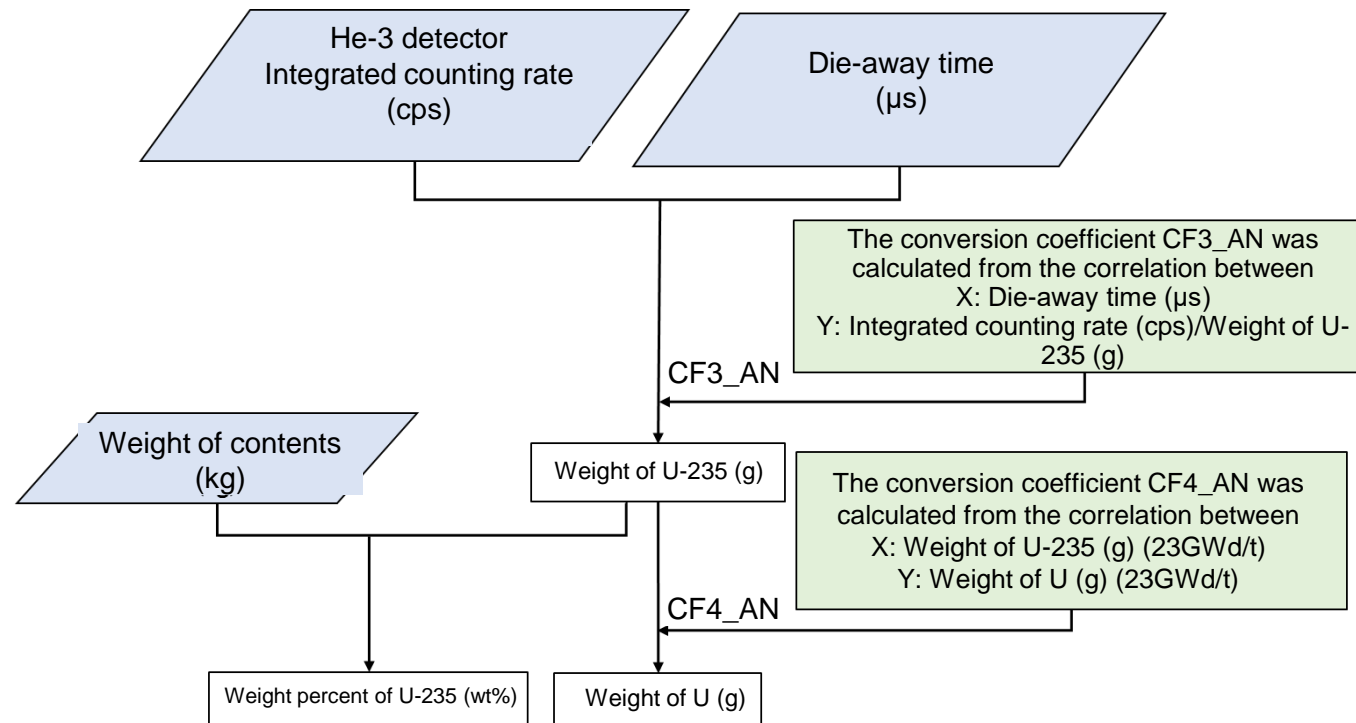 He-3 detector
Integrated counting rate
(cps)
Die-away time
(µs)
The conversion coefficient CF3_AN was
calculated from the correlation between
X: Die-away time (µs)
Y: Integrated counting rate (cps)/Weight of U-
235 (g)
CF3_AN
Weight of contents
(kg)
Weight of U-235 (g)
The conversion coefficient CF4_AN was
calculated from the correlation between
X: Weight of U-235 (g) (23GWd/t)
Y: Weight of U (g) (23GWd/t)
CF4_AN
Weight percent of U-235 (wt%)
Weight of U (g)